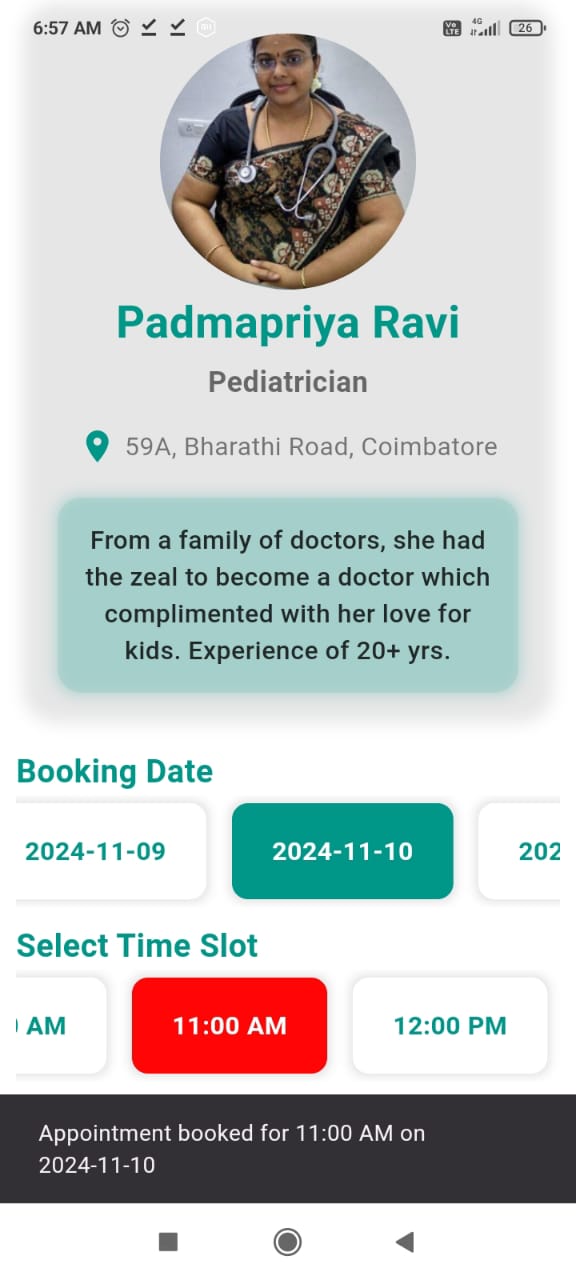 6:57 AM
Vo LTE 4G 26
Padmapriya Ravi
Pediatrician
59A, Bharathi Road, Coimbatore
From a family of doctors, she had
the zeal to become a doctor which
complimented with her love for
kids. Experience of 20+ yrs.
Booking Date
2024-11-09 2024-11-10 202
Select Time Slot
AM 11:00 AM 12:00 PM
Appointment booked for 11:00 AM on
2024-11-10